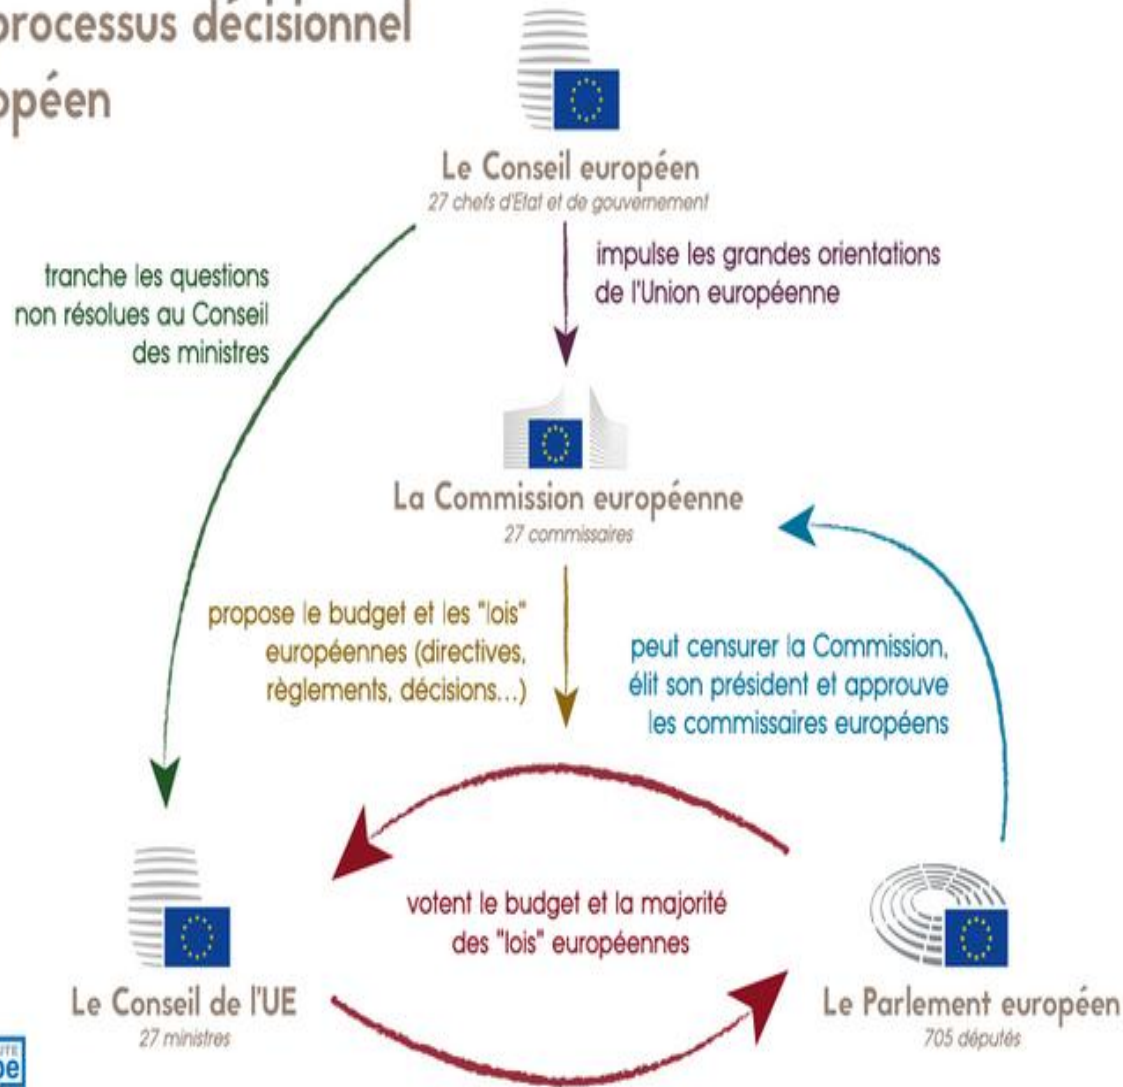 processus décisionnel
opéen
Le Conseil européen
27 chefs d'Etat et de gouvernement
tranche les questions
non résolues au Conseil
des ministres
impulse les grandes orientations
de l'Union européenne
La Commission européenne
27 commissaires
propose le budget et les "lois"
européennes (directives,
règlements, décisions...)
peut censurer la Commission,
élit son président et approuve
les commissaires européens
votent le budget et la majorité
des "lois" européennes
Le Conseil de l'UE
27 ministres
Le Parlement européen
705 députés
UTE
pe